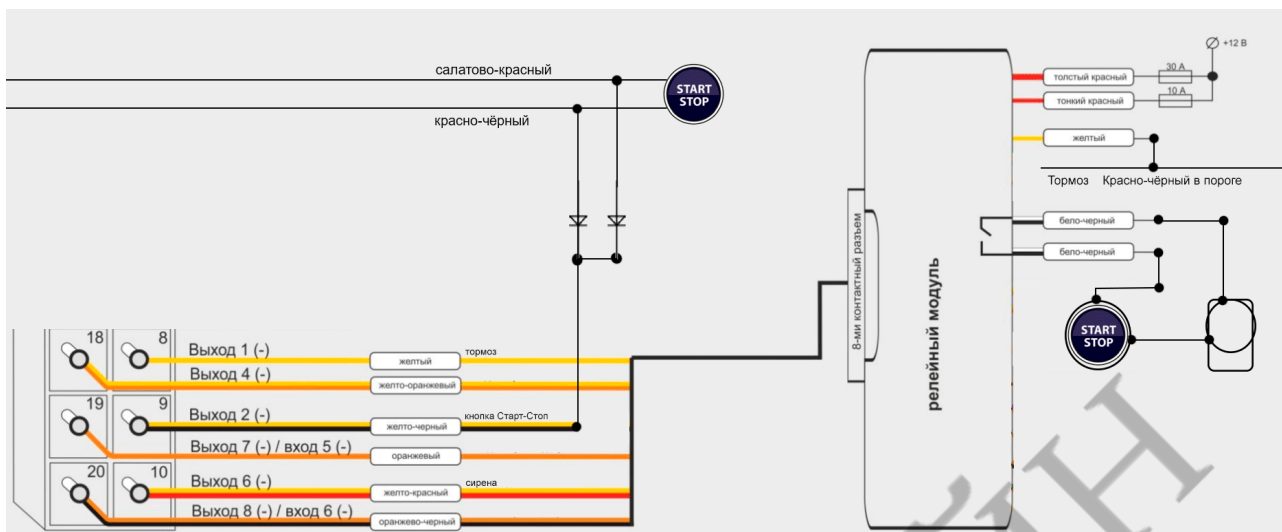 салатово-красный
красно-чёрный
START
STOP
+12 В
толстый красный
30 А
тонкий красный
10 А
желтый
Тормоз Красно-чёрный в пороге
бело-черный
бело-черный
START
STOP
8-ми контактный разъем
релейный модуль
18
8
Выход 1 (-)
желтый
тормоз
Выход 4 (-)
желто-оранжевый
19
9
Выход 2 (-)
желто-черный
кнопка Старт-Стоп
Выход 7 (-) / вход 5 (-)
оранжевый
20
10
Выход 6 (-)
желто-красный
сирена
Выход 8 (-) / вход 6 (-)
оранжево-черный